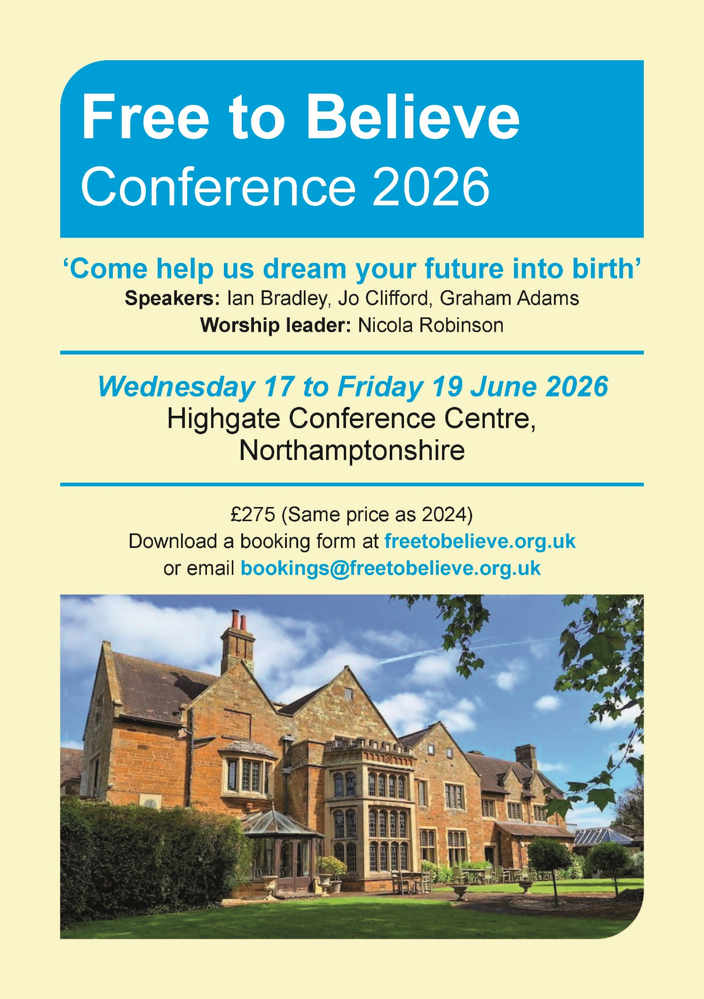 Free to Believe
Conference 2026
‘Come help us dream your future into birth’
Speakers: Ian Bradley, Jo Clifford, Graham Adams
Worship leader: Nicola Robinson
Wednesday 17 to Friday 19 June 2026
Highgate Conference Centre,
Northamptonshire
£275 (Same price as 2024)
Download a booking form at freetobelieve.org.uk
or email bookings@freetobelieve.org.uk